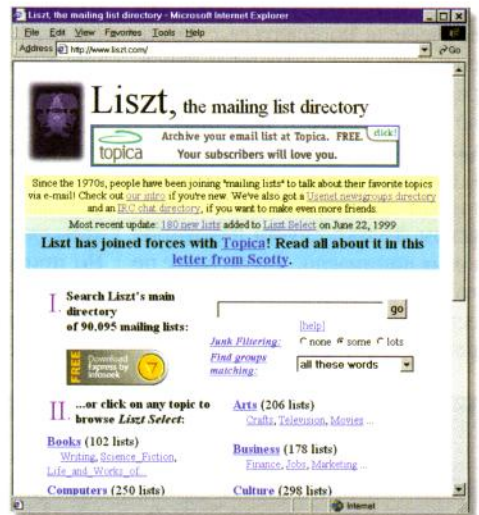 Liszt, the mailing list directory - Microsoft Internet Explorer
File Edit View Favorites Tools Help
Address http://www.liszt.com/ Go
Liszt, the mailing list directory
topica
Archive your email list at Topica. FREE. click!
Your subscribers will love you.
Since the 1970s, people have been joining "mailing lists" to talk about their favorite topics
via e-mail! Check out our intro if you're new. We've also got a Usenet newsgroups directory
and an IRC chat directory, if you want to make even more friends.
Most recent update: 180 new lists added to Liszt Select on June 22, 1999
Liszt has joined forces with Topica! Read all about it in this
letter from Scotty.
I. Search Liszt's main
directory
of 90,095 mailing lists:
go
[help]
Junk Filtering: none some lots
Find groups
matching: all these words
FREE Download
Express by
infoseek
II. ...or click on any topic to
browse Liszt Select:
Books (102 lists)
Writing, Science_Fiction,
Life_and_Works_of...
Computers (250 lists)
Arts (206 lists)
Crafts, Television, Movies ...
Business (178 lists)
Finance, Jobs, Marketing ...
Culture (298 lists)
Internet